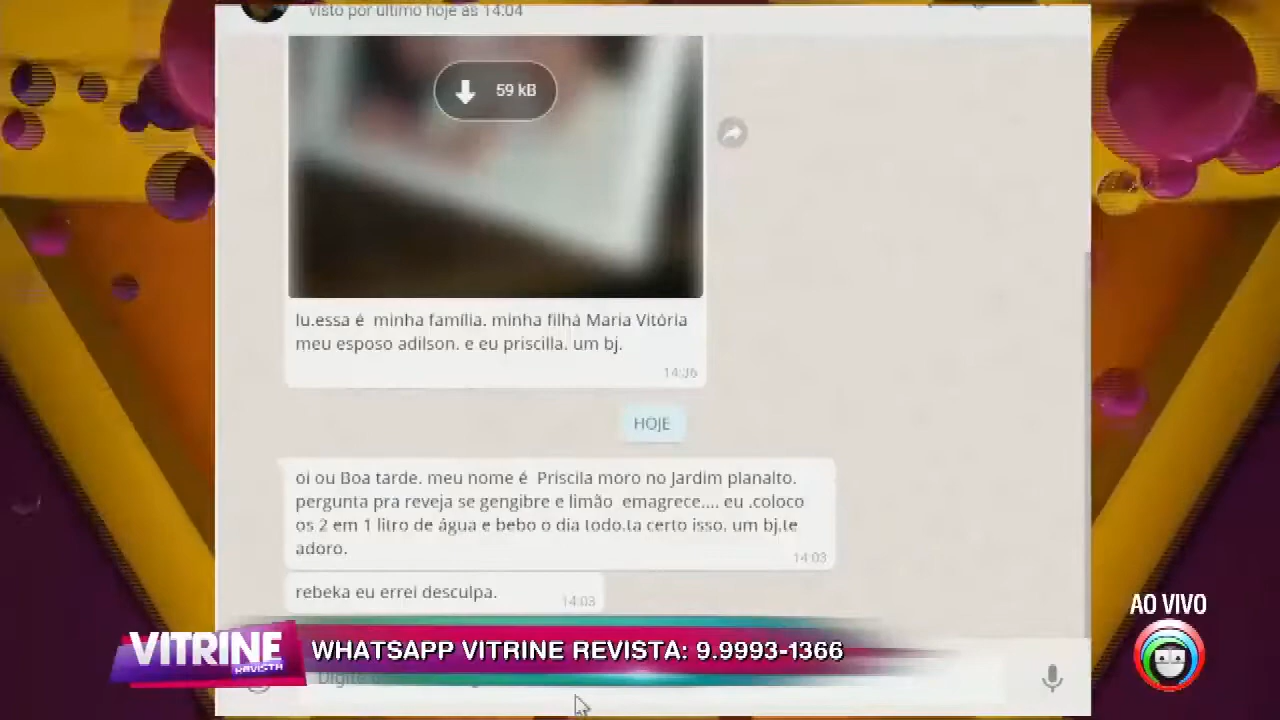 visto por último hoje às 14:04
59 kB
lu.essa é minha família. minha filha Maria Vitória
meu esposo adilson. e eu priscilla. um bj.
14:36
HOJE
oi ou Boa tarde. meu nome é Priscila moro no Jardim planalto.
pergunta pra reveja se gengibre e limão emagrece.... eu .coloco
os 2 em 1 litro de água e bebo o dia todo.ta certo isso. um bj.te
adoro.
14:03
rebeka eu errei desculpa.
14:03
AO VIVO
VITRINE
REVISTA
WHATSAPP VITRINE REVISTA: 9.9993-1366